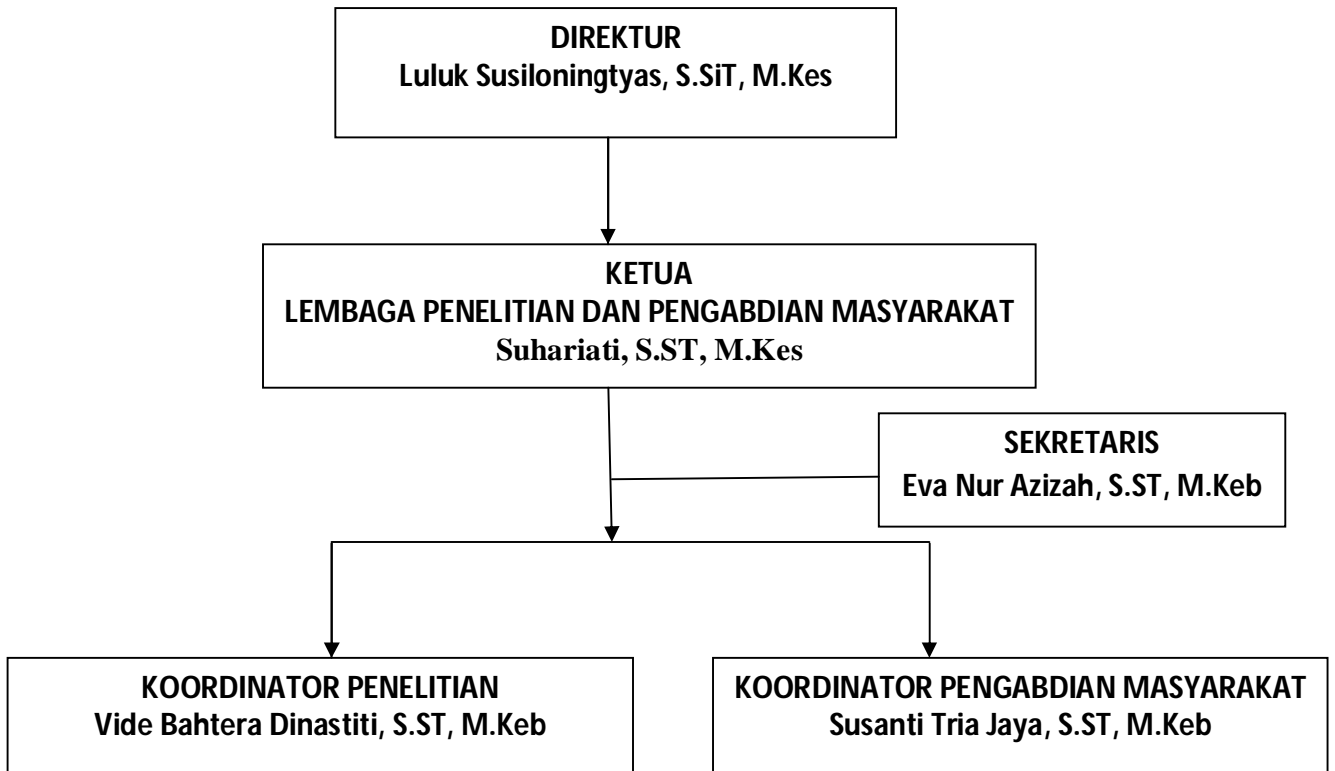 DIREKTUR
Luluk Susiloningtyas, S.SiT, M.Kes
KETUA
LEMBAGA PENELITIAN DAN PENGABDIAN MASYARAKAT
Suhariati, S.ST, M.Kes
SEKRETARIS
Eva Nur Azizah, S.ST, M.Keb
KOORDINATOR PENELITIAN
Vide Bahtera Dinastiti, S.ST, M.Keb
KOORDINATOR PENGABDIAN MASYARAKAT
Susanti Tria Jaya, S.ST, M.Keb